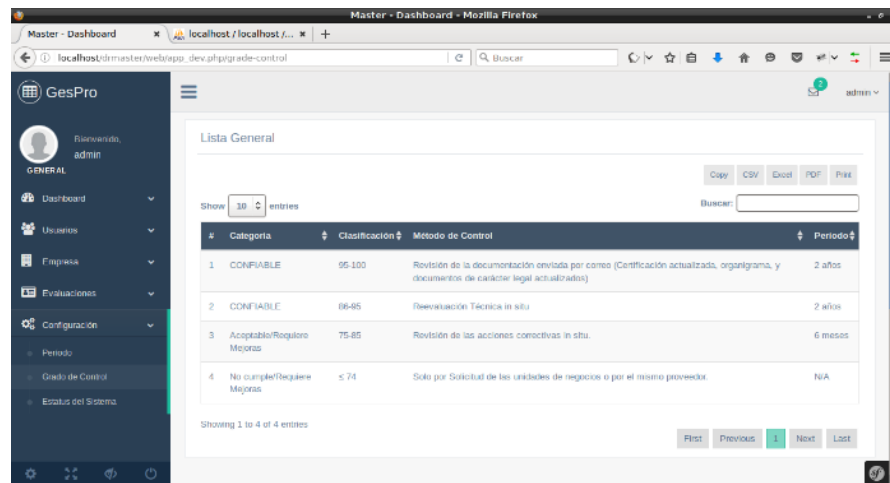 Master - Dashboard - Mozilla Firefox
Master - Dashboard × localhost / localhost /... × +
localhost/drmaster/web/app_dev.php/grade-control Buscar
GesPro 2 admin
Bienvenido,
admin
GENERAL
Dashboard
Usuarios
Empresa
Evaluaciones
Configuración
Periodo
Grado de Control
Estatus del Sistema
Lista General
Copy CSV Excel PDF Print
Show 10 entries Buscar:
# Categoria Clasificación Método de Control Periodo
1 CONFIABLE 95-100 Revisión de la documentación enviada por correo (Certificación actualizada, organigrama, y 2 años
documentos de carácter legal actualizados)
2 CONFIABLE 86-95 Reevaluación Técnica in situ 2 años
3 Aceptable/Requiere 75-85 Revisión de las acciones correctivas in situ. 6 meses
Mejoras
4 No cumple/Requiere ≤ 74 Solo por Solicitud de las unidades de negocios o por el mismo proveedor. N/A
Mejoras
Showing 1 to 4 of 4 entries
First Previous 1 Next Last
sf